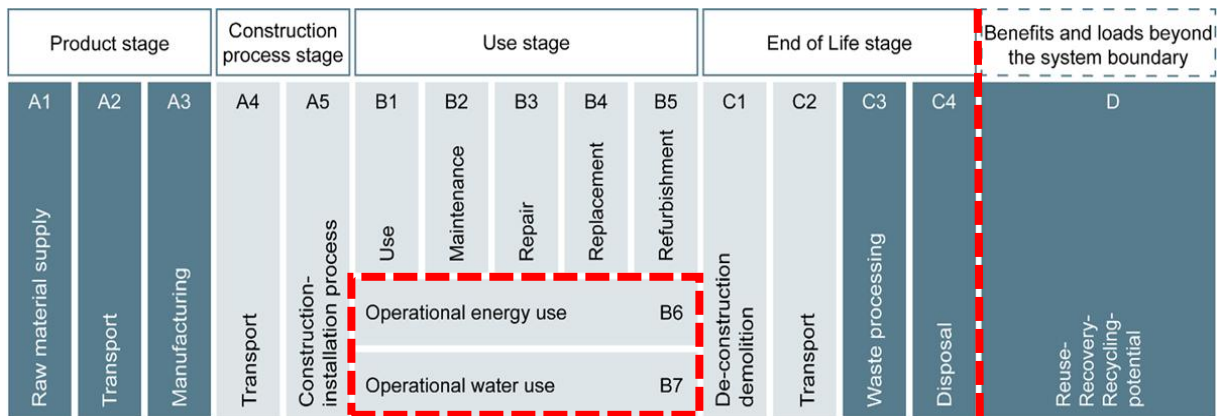 Product stage
Construction
process stage
Use stage
End of Life stage
Benefits and loads beyond
the system boundary
A1
A2
A3
A4
A5
B1
B2
B3
B4
B5
C1
C2
C3
C4
D
Raw material supply
Transport
Manufacturing
Transport
Construction-
installation process
Use
Maintenance
Repair
Replacement
Refurbishment
Operational energy use B6
Operational water use B7
De-construction
demolition
Transport
Waste processing
Disposal
Reuse-
Recovery-
Recycling-
potential